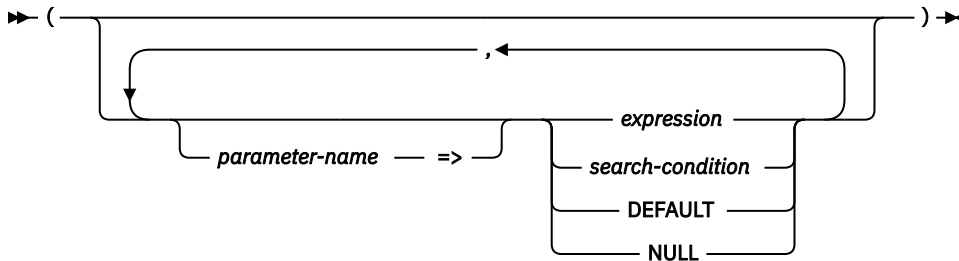 ( )
,
expression
parameter-name =>
search-condition
DEFAULT
NULL